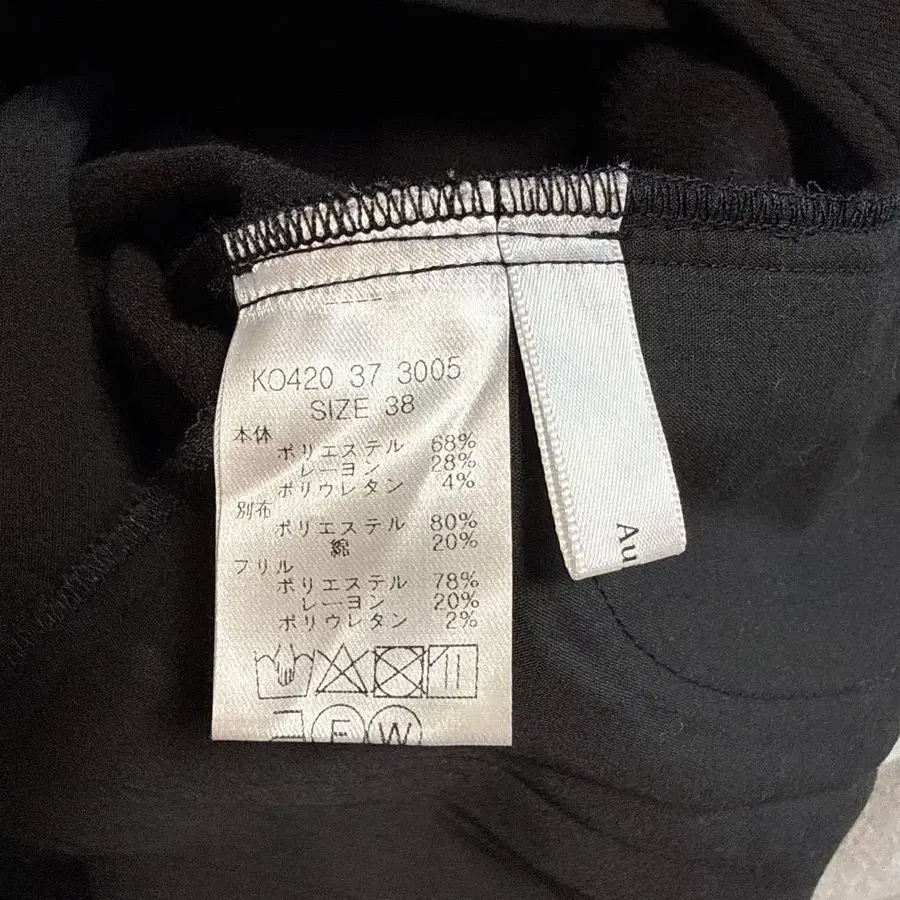 KO420 37 3005
SIZE 38
本体
ポリエステル 68%
レーヨン 28%
ポリウレタン 4%
別布
ポリエステル 80%
綿 20%
フリル
ポリエステル 78%
レーヨン 20%
ポリウレタン 2%
F W
Au